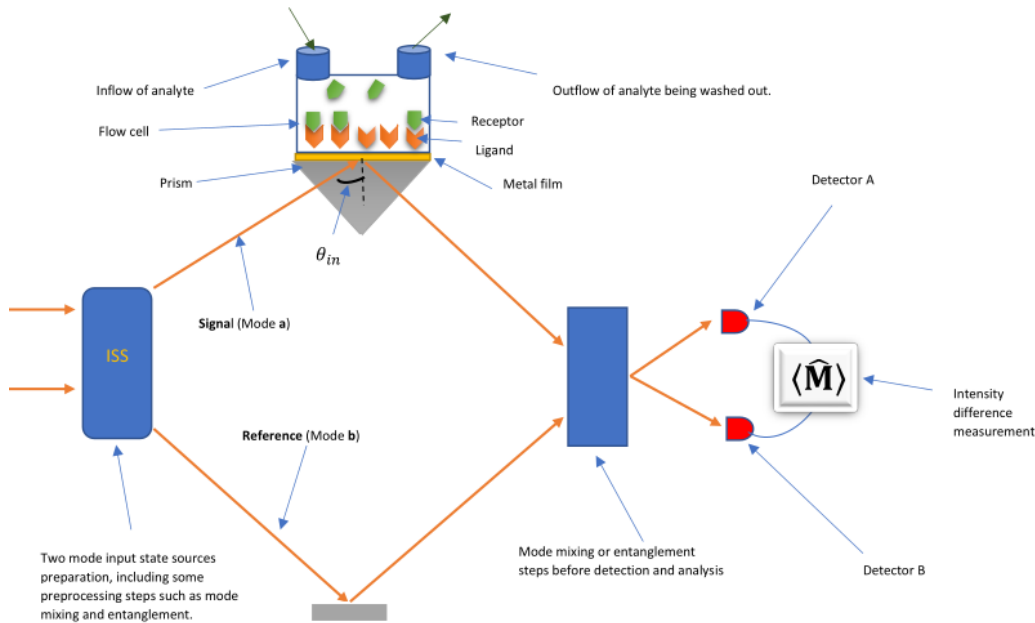 Inflow of analyte
Outflow of analyte being washed out.
Flow cell
Receptor
Ligand
Prism
Metal film
Detector A
θin
Signal (Mode a)
ISS
⟨M̂⟩
Intensity
difference
measurement
Reference (Mode b)
Two mode input state sources
preparation, including some
preprocessing steps such as mode
mixing and entanglement.
Mode mixing or entanglement
steps before detection and analysis
Detector B